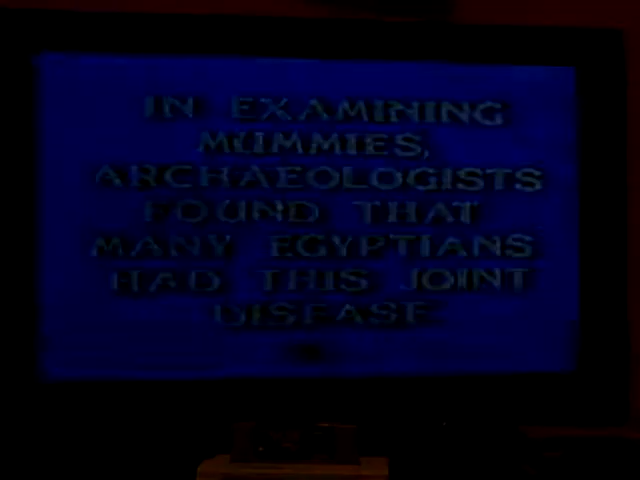 IN EXAMINING
MUMMIES,
ARCHAEOLOGISTS
FOUND THAT
MANY EGYPTIANS
HAD THIS JOINT
DISEASE